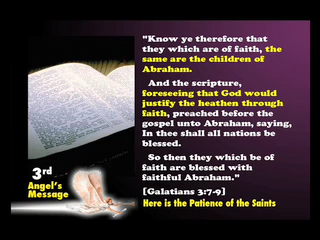 "Know ye therefore that
they which are of faith, the
same are the children of
Abraham.
And the scripture,
foreseeing that God would
justify the heathen through
faith, preached before the
gospel unto Abraham, saying,
In thee shall all nations be
blessed.
So then they which be of
faith are blessed with
faithful Abraham."
[Galatians 3:7-9]
Here is the Patience of the Saints
3rd
Angel's
Message